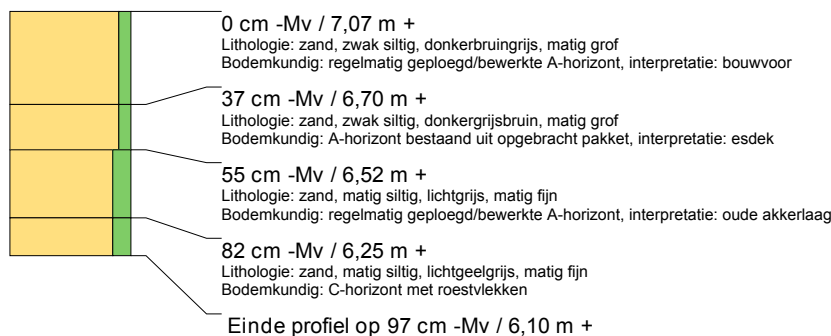 0 cm -Mv / 7,07 m +
Lithologie: zand, zwak siltig, donkerbruingrijs, matig grof
Bodemkundig: regelmatig geploegd/bewerkte A-horizont, interpretatie: bouwvoor
37 cm -Mv / 6,70 m +
Lithologie: zand, zwak siltig, donkergrijsbruin, matig grof
Bodemkundig: A-horizont bestaand uit opgebracht pakket, interpretatie: esdek
55 cm -Mv / 6,52 m +
Lithologie: zand, matig siltig, lichtgrijs, matig fijn
Bodemkundig: regelmatig geploegd/bewerkte A-horizont, interpretatie: oude akkerlaag
82 cm -Mv / 6,25 m +
Lithologie: zand, matig siltig, lichtgeelgrijs, matig fijn
Bodemkundig: C-horizont met roestvlekken
Einde profiel op 97 cm -Mv / 6,10 m +